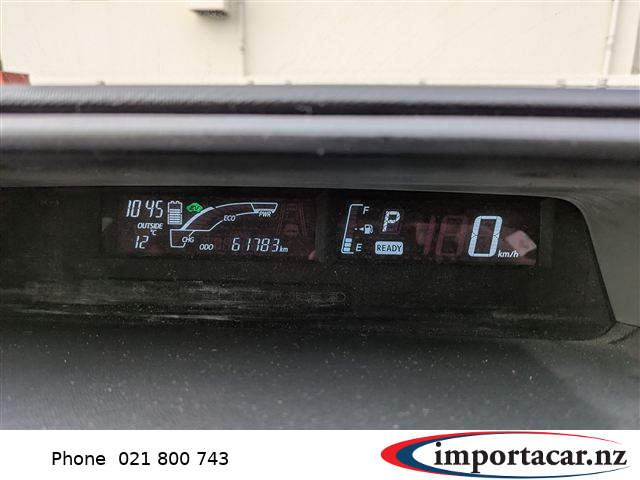 10:45 EV ECO PWR
OUTSIDE
°C
12 CHG ODO 61783 km
F P
E READY 0 km/h
Phone 021 800 743
importacar.nz